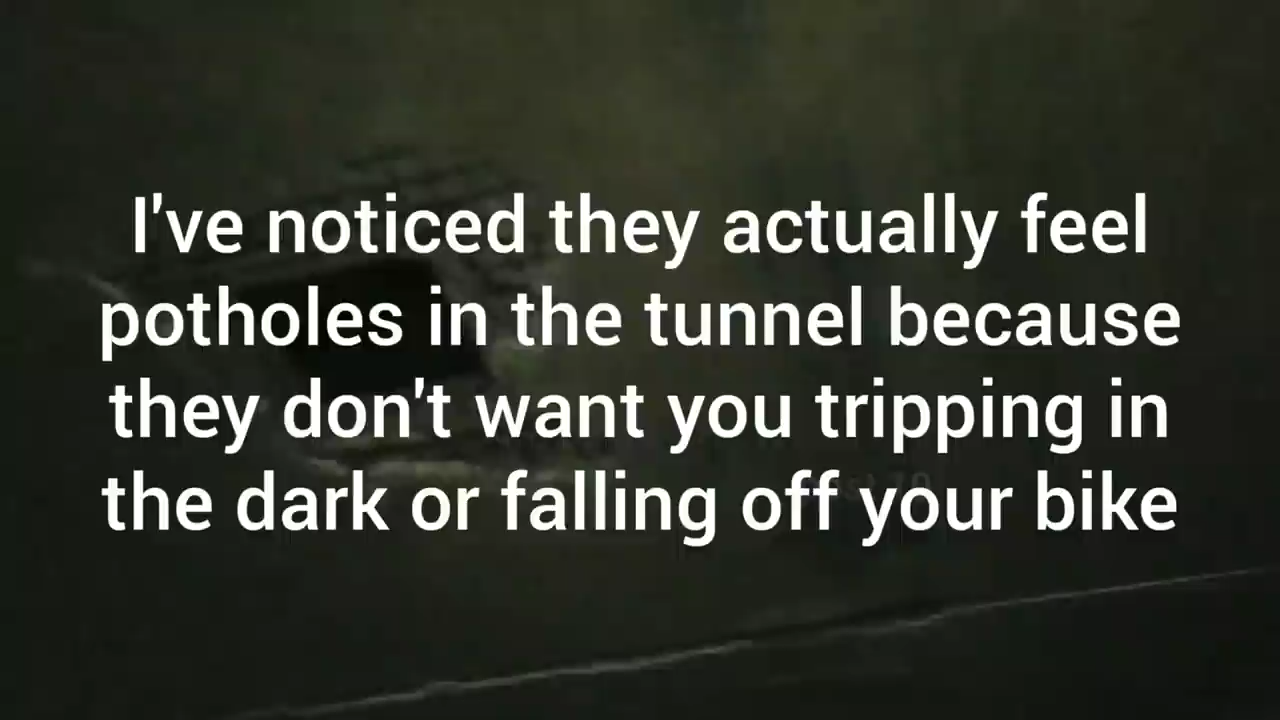 I've noticed they actually feel
potholes in the tunnel because
they don't want you tripping in
the dark or falling off your bike